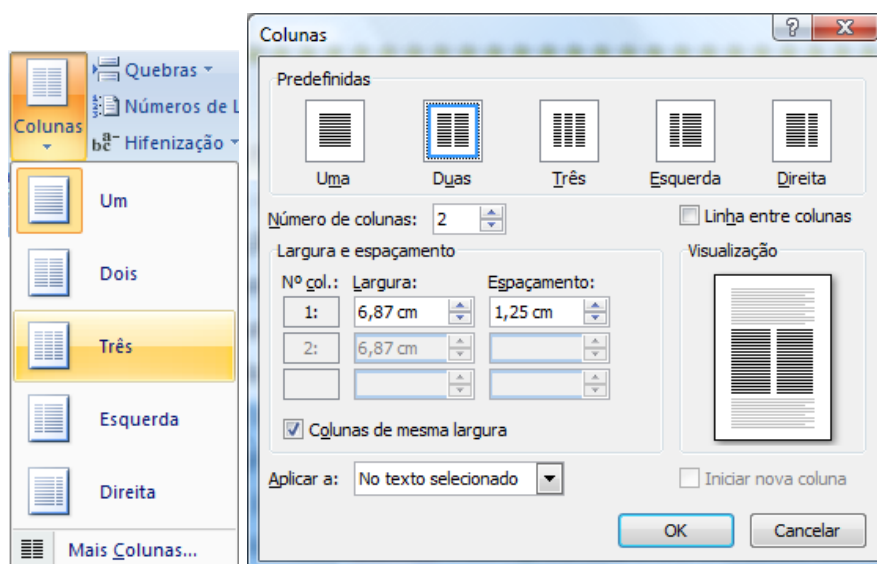 Colunas
Quebras
Números de L
Hifenização
Um
Dois
Três
Esquerda
Direita
Mais Colunas...
Colunas
Predefinidas
Uma Duas Três Esquerda Direita
Número de colunas: 2 Linha entre colunas
Largura e espaçamento Visualização
Nº col.: Largura: Espaçamento:
1: 6,87 cm 1,25 cm
2: 6,87 cm
Colunas de mesma largura
Aplicar a: No texto selecionado Iniciar nova coluna
OK Cancelar